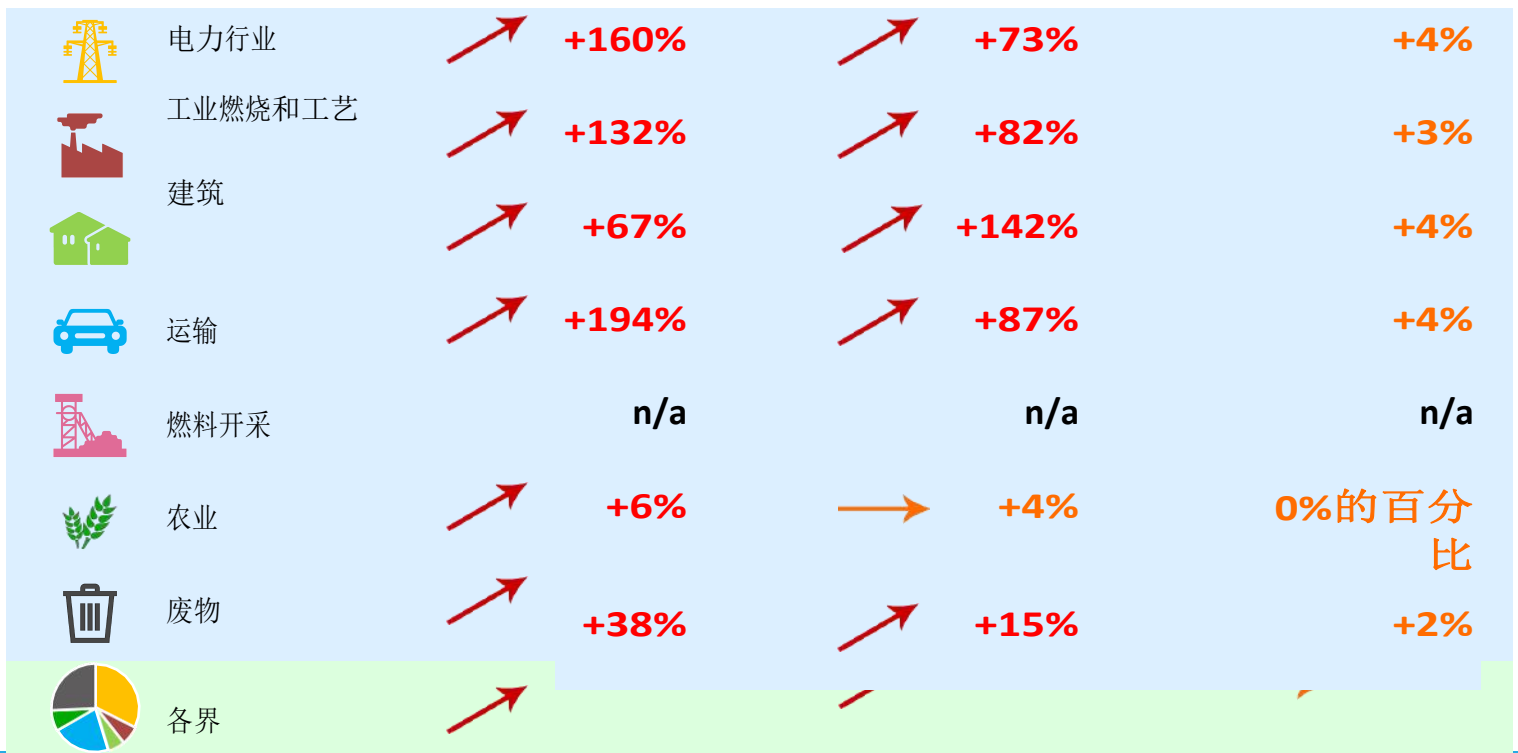 电力行业 +160% +73% +4%
工业燃烧和工艺
+132% +82% +3%
建筑
+67% +142% +4%
运输 +194% +87% +4%
燃料开采 n/a n/a n/a
农业 +6% +4% 0%的百分
比
废物 +38% +15% +2%
各界